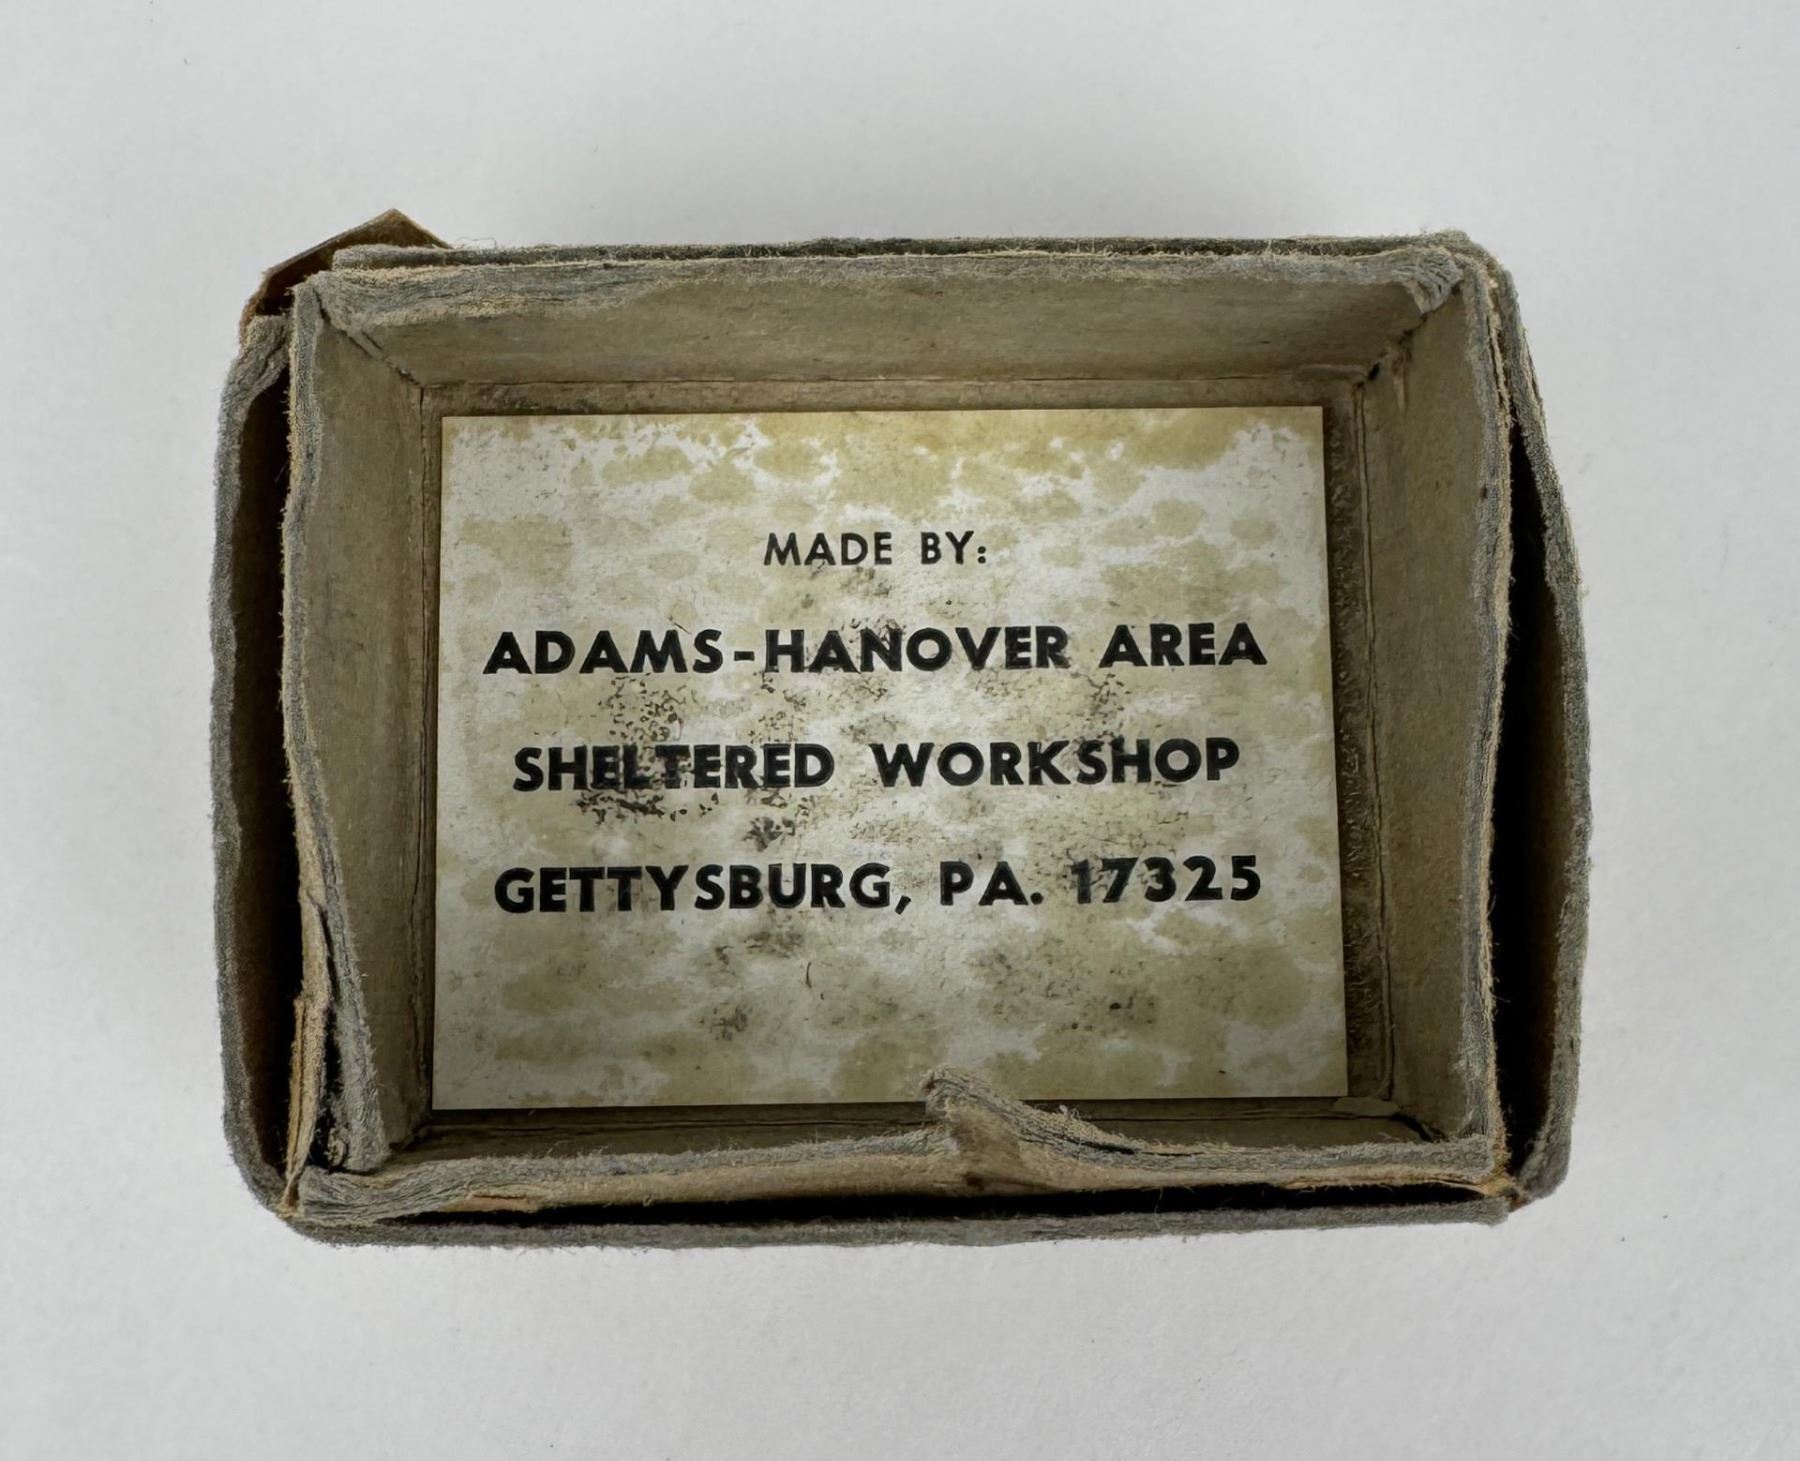 MADE BY:
ADAMS-HANOVER AREA
SHELTERED WORKSHOP
GETTYSBURG, PA. 17325